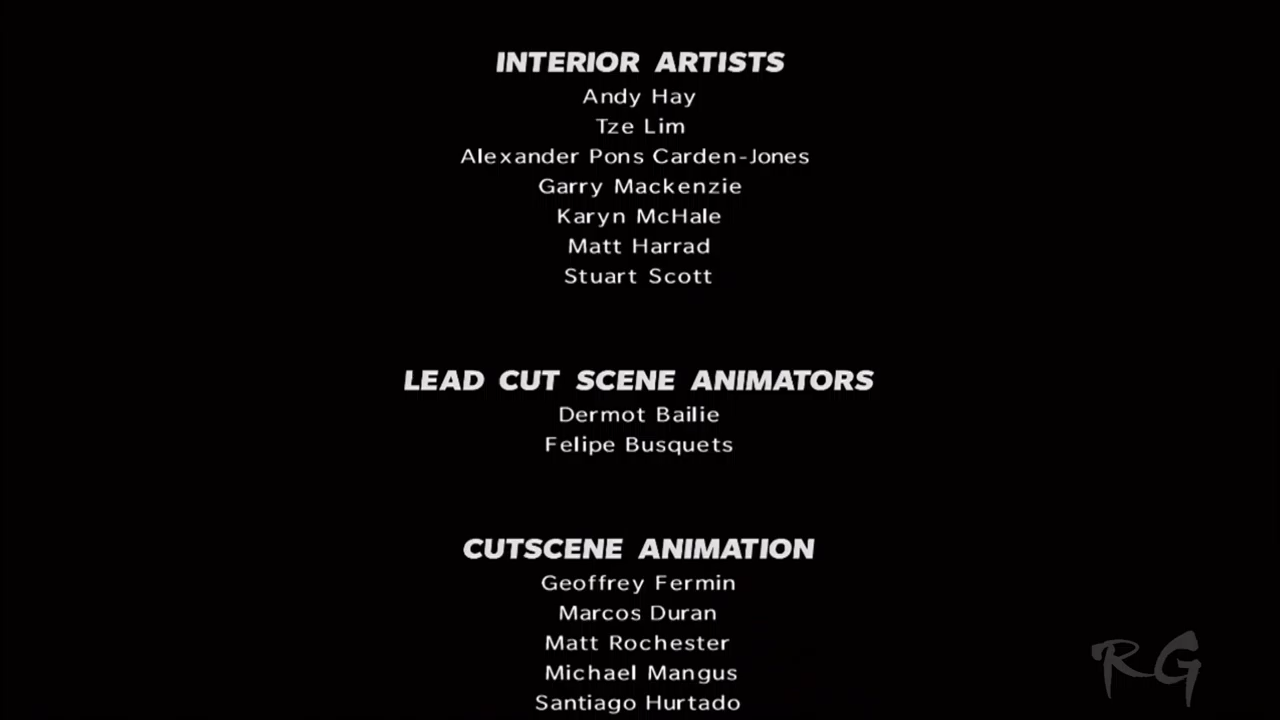 INTERIOR ARTISTS
Andy Hay
Tze Lim
Alexander Pons Carden-Jones
Garry Mackenzie
Karyn McHale
Matt Harrad
Stuart Scott
LEAD CUT SCENE ANIMATORS
Dermot Bailie
Felipe Busquets
CUTSCENE ANIMATION
Geoffrey Fermin
Marcos Duran
Matt Rochester
Michael Mangus
Santiago Hurtado
RG